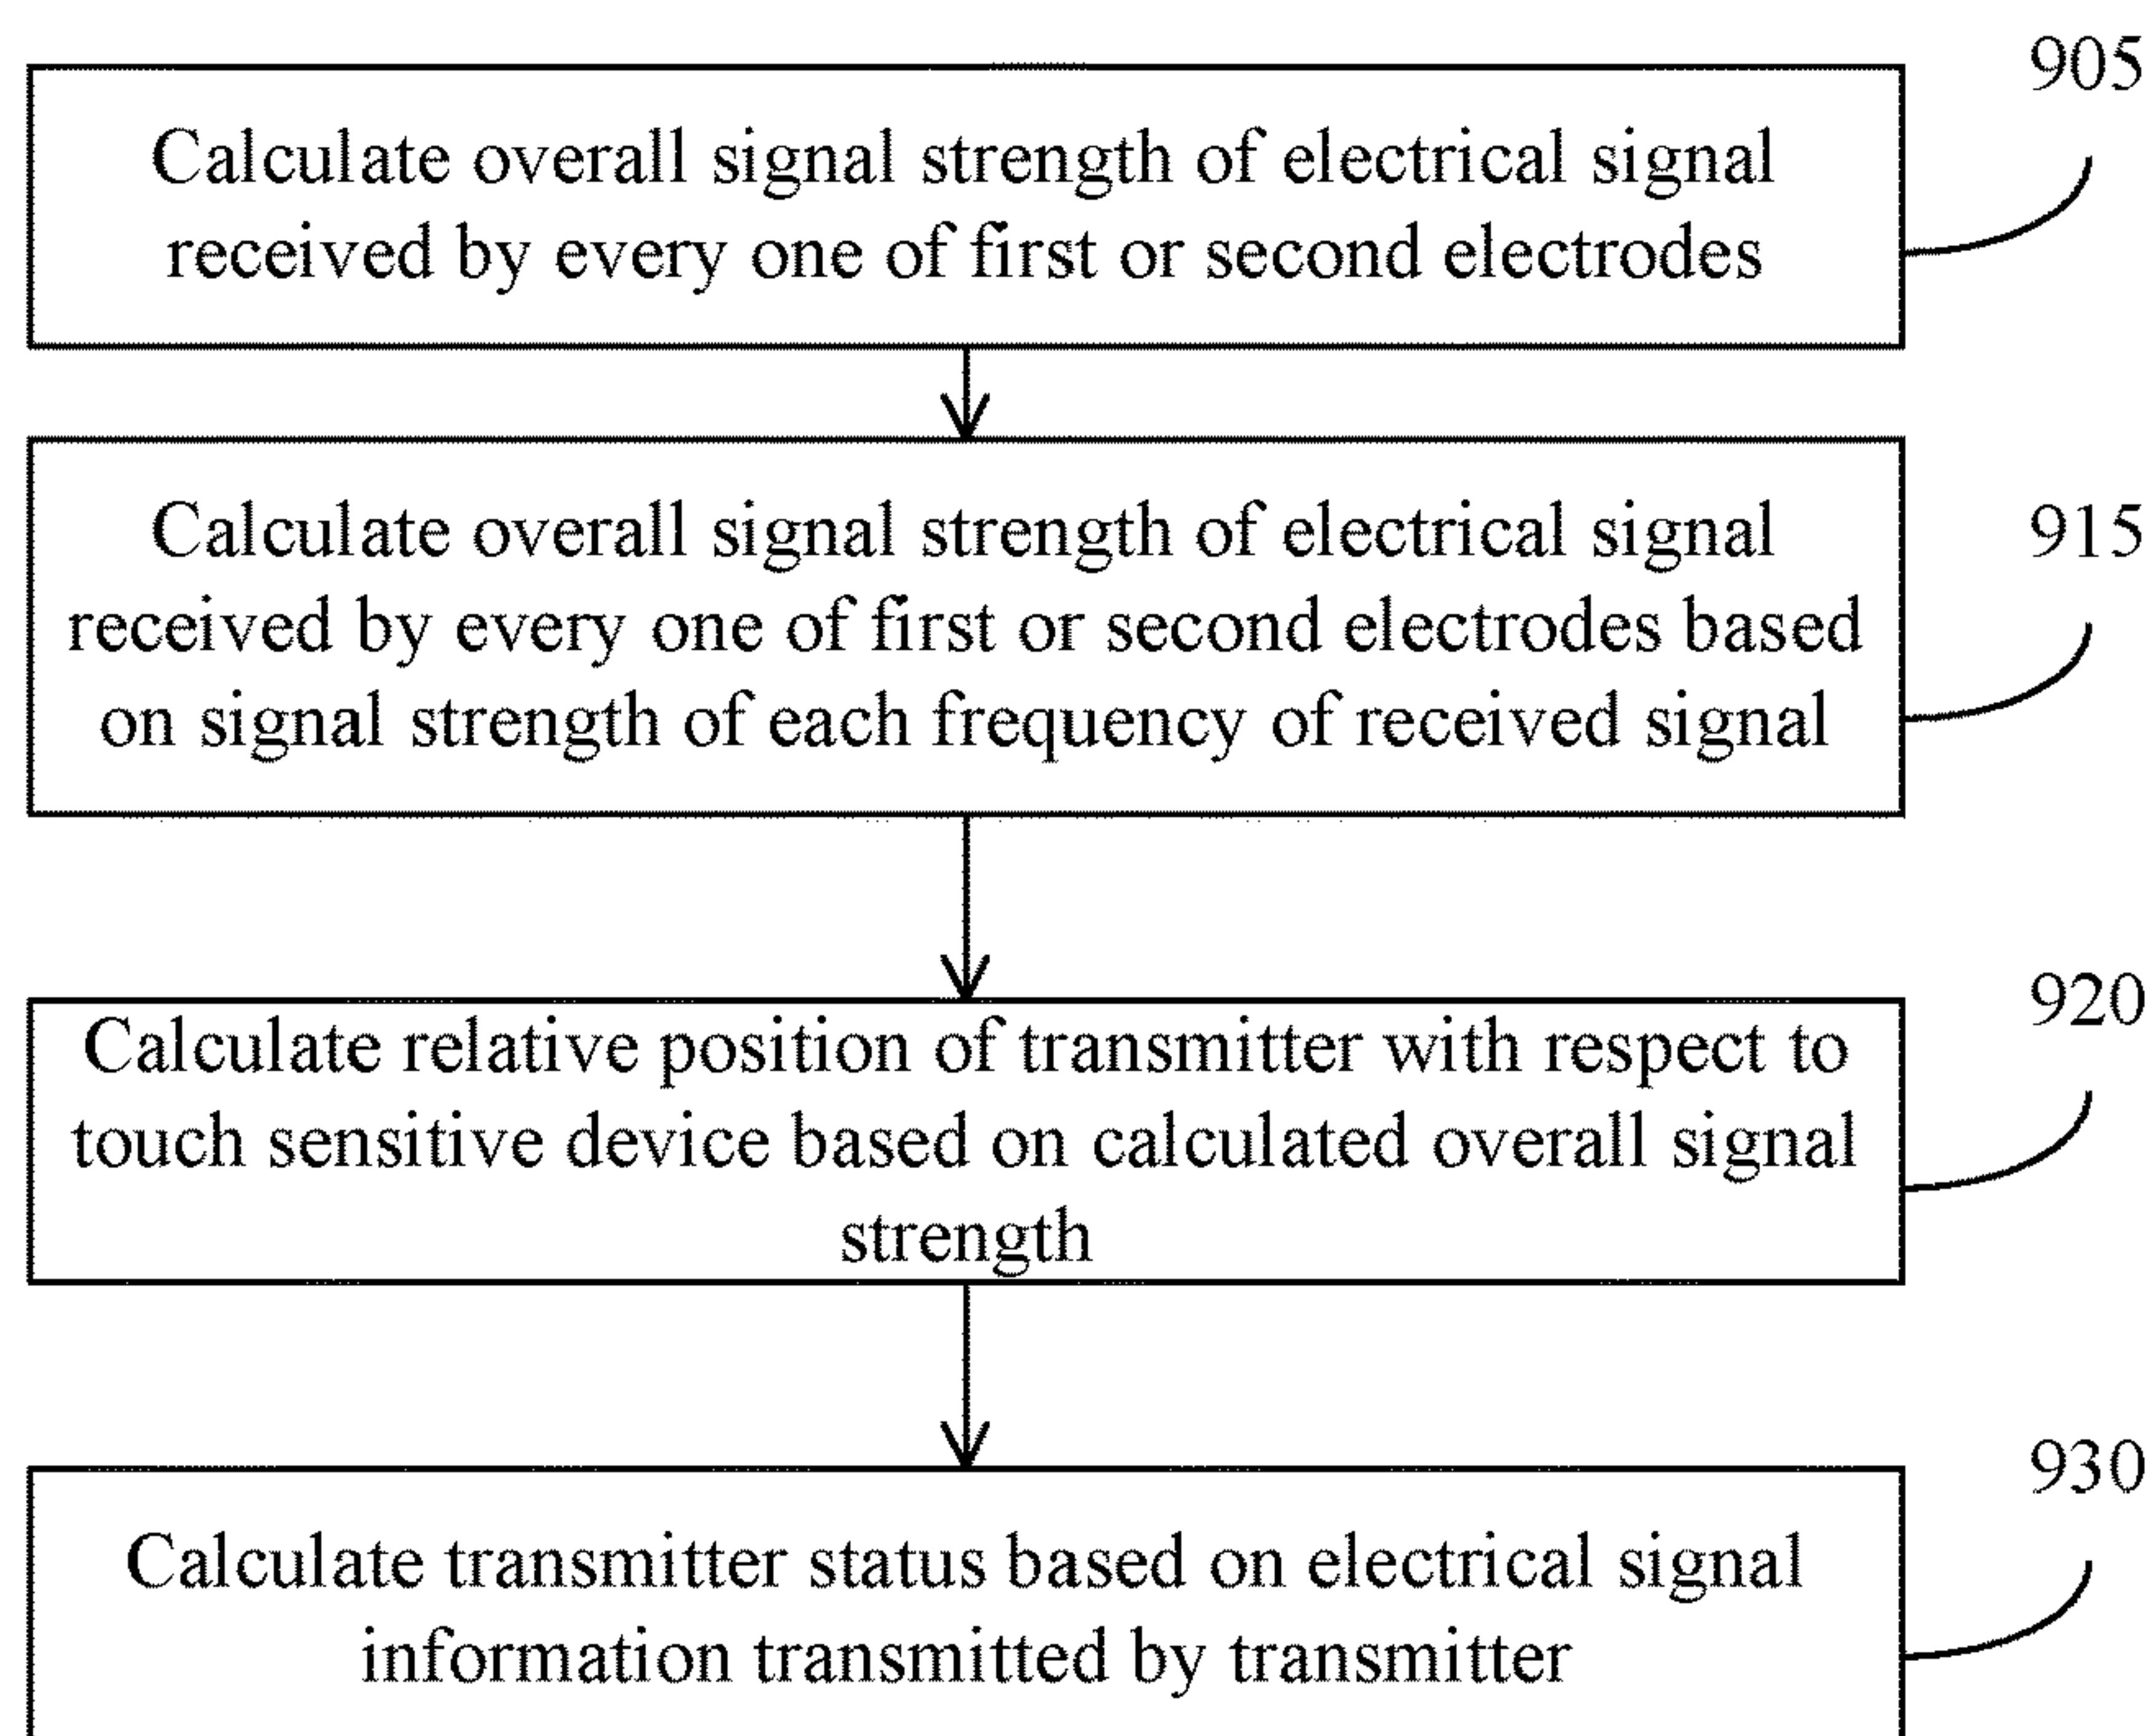 905
Calculate overall signal strength of electrical signal
received by every one of first or second electrodes
915
Calculate overall signal strength of electrical signal
received by every one of first or second electrodes based
on signal strength of each frequency of received signal
920
Calculate relative position of transmitter with respect to
touch sensitive device based on calculated overall signal
strength
930
Calculate transmitter status based on electrical signal
information transmitted by transmitter